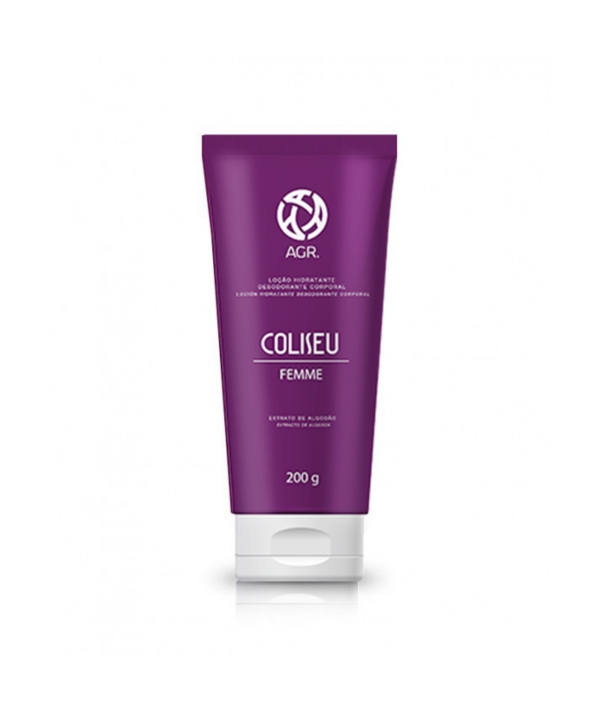 AGR.
LOÇÃO HIDRATANTE
DESODORANTE CORPORAL
LOCIÓN HIDRATANTE DESODORANTE CORPORAL
COLISEU
FEMME
EXTRATO DE ALGODÃO
EXTRACTO DE ALGODÓN
200 g